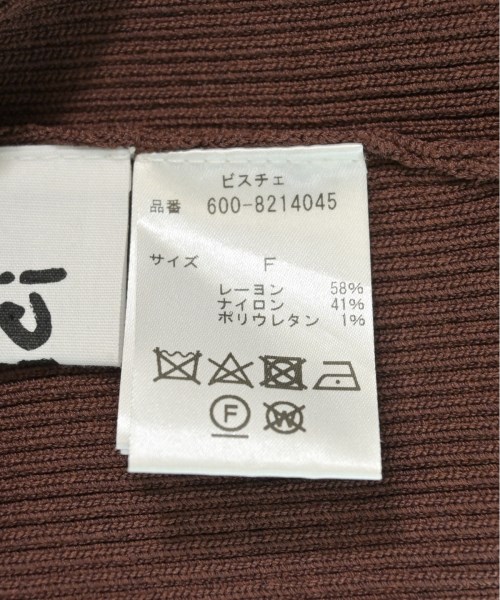 ビスチェ
品番 600-8214045
サイズ F
レーヨン 58%
ナイロン 41%
ポリウレタン 1%
F W